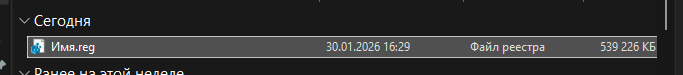 Сегодня
Имя.reg 30.01.2026 16:29 Файл реестра 539 226 КБ
Ранее на этой неделе